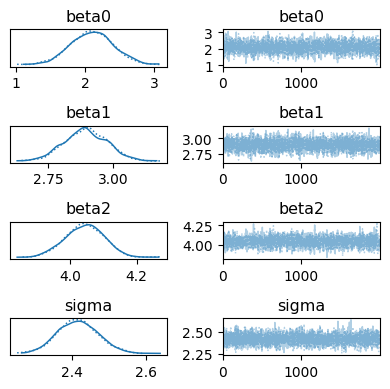 beta0 beta0
3
2
1
1 2 3 0 1000
beta1 beta1
3.00
2.75
2.75 3.00 0 1000
beta2 beta2
4.25
4.00
4.0 4.2 0 1000
sigma sigma
2.50
2.25
2.4 2.6 0 1000